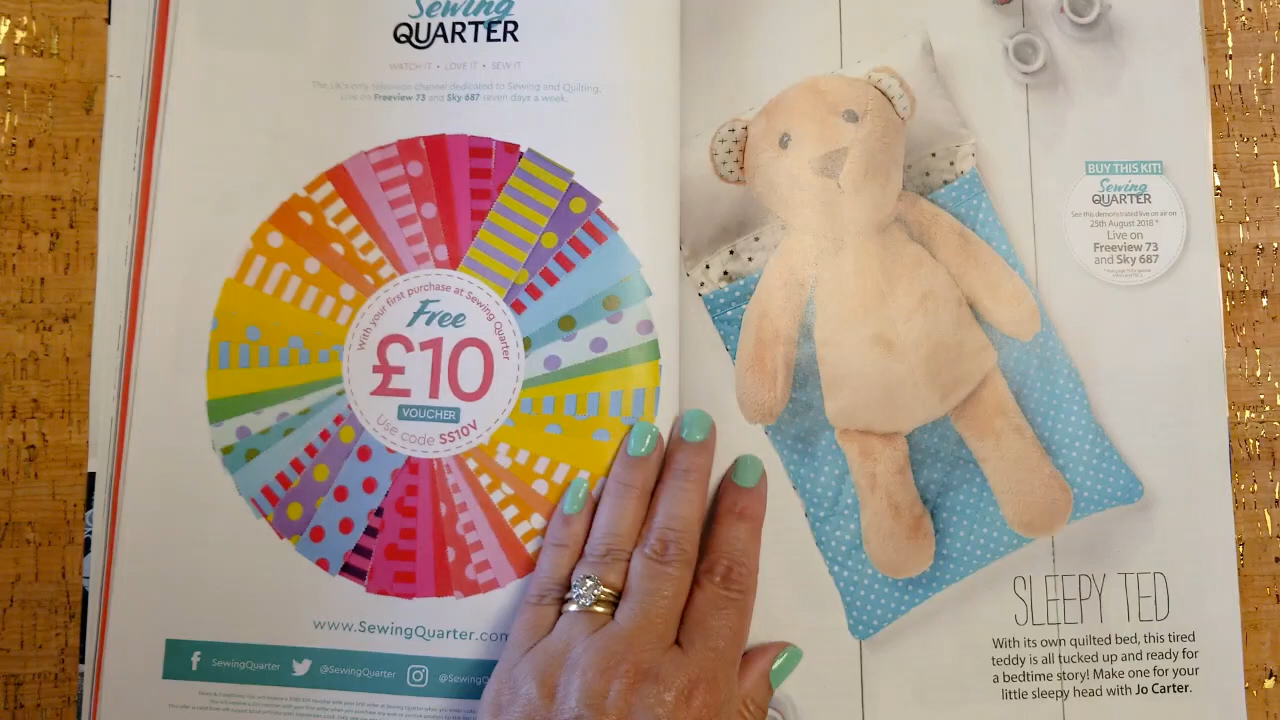 Sewing
QUARTER
WATCH IT • LOVE IT • SEW IT
The UK's only television channel dedicated to Sewing and Quilting.
Live on Freeview 73 and Sky 687 seven days a week.
With your first purchase at Sewing Quarter
Free
£10
VOUCHER
Use code SS10V
www.SewingQuarter.com
SewingQuarter @SewingQuarter @SewingQ
BUY THIS KIT!
Sewing
QUARTER
See this demonstrated live on air on
25th August 2018 *
Live on
Freeview 73
and Sky 687
SLEEPY TED
With its own quilted bed, this tired
teddy is all tucked up and ready for
a bedtime story! Make one for your
little sleepy head with Jo Carter.